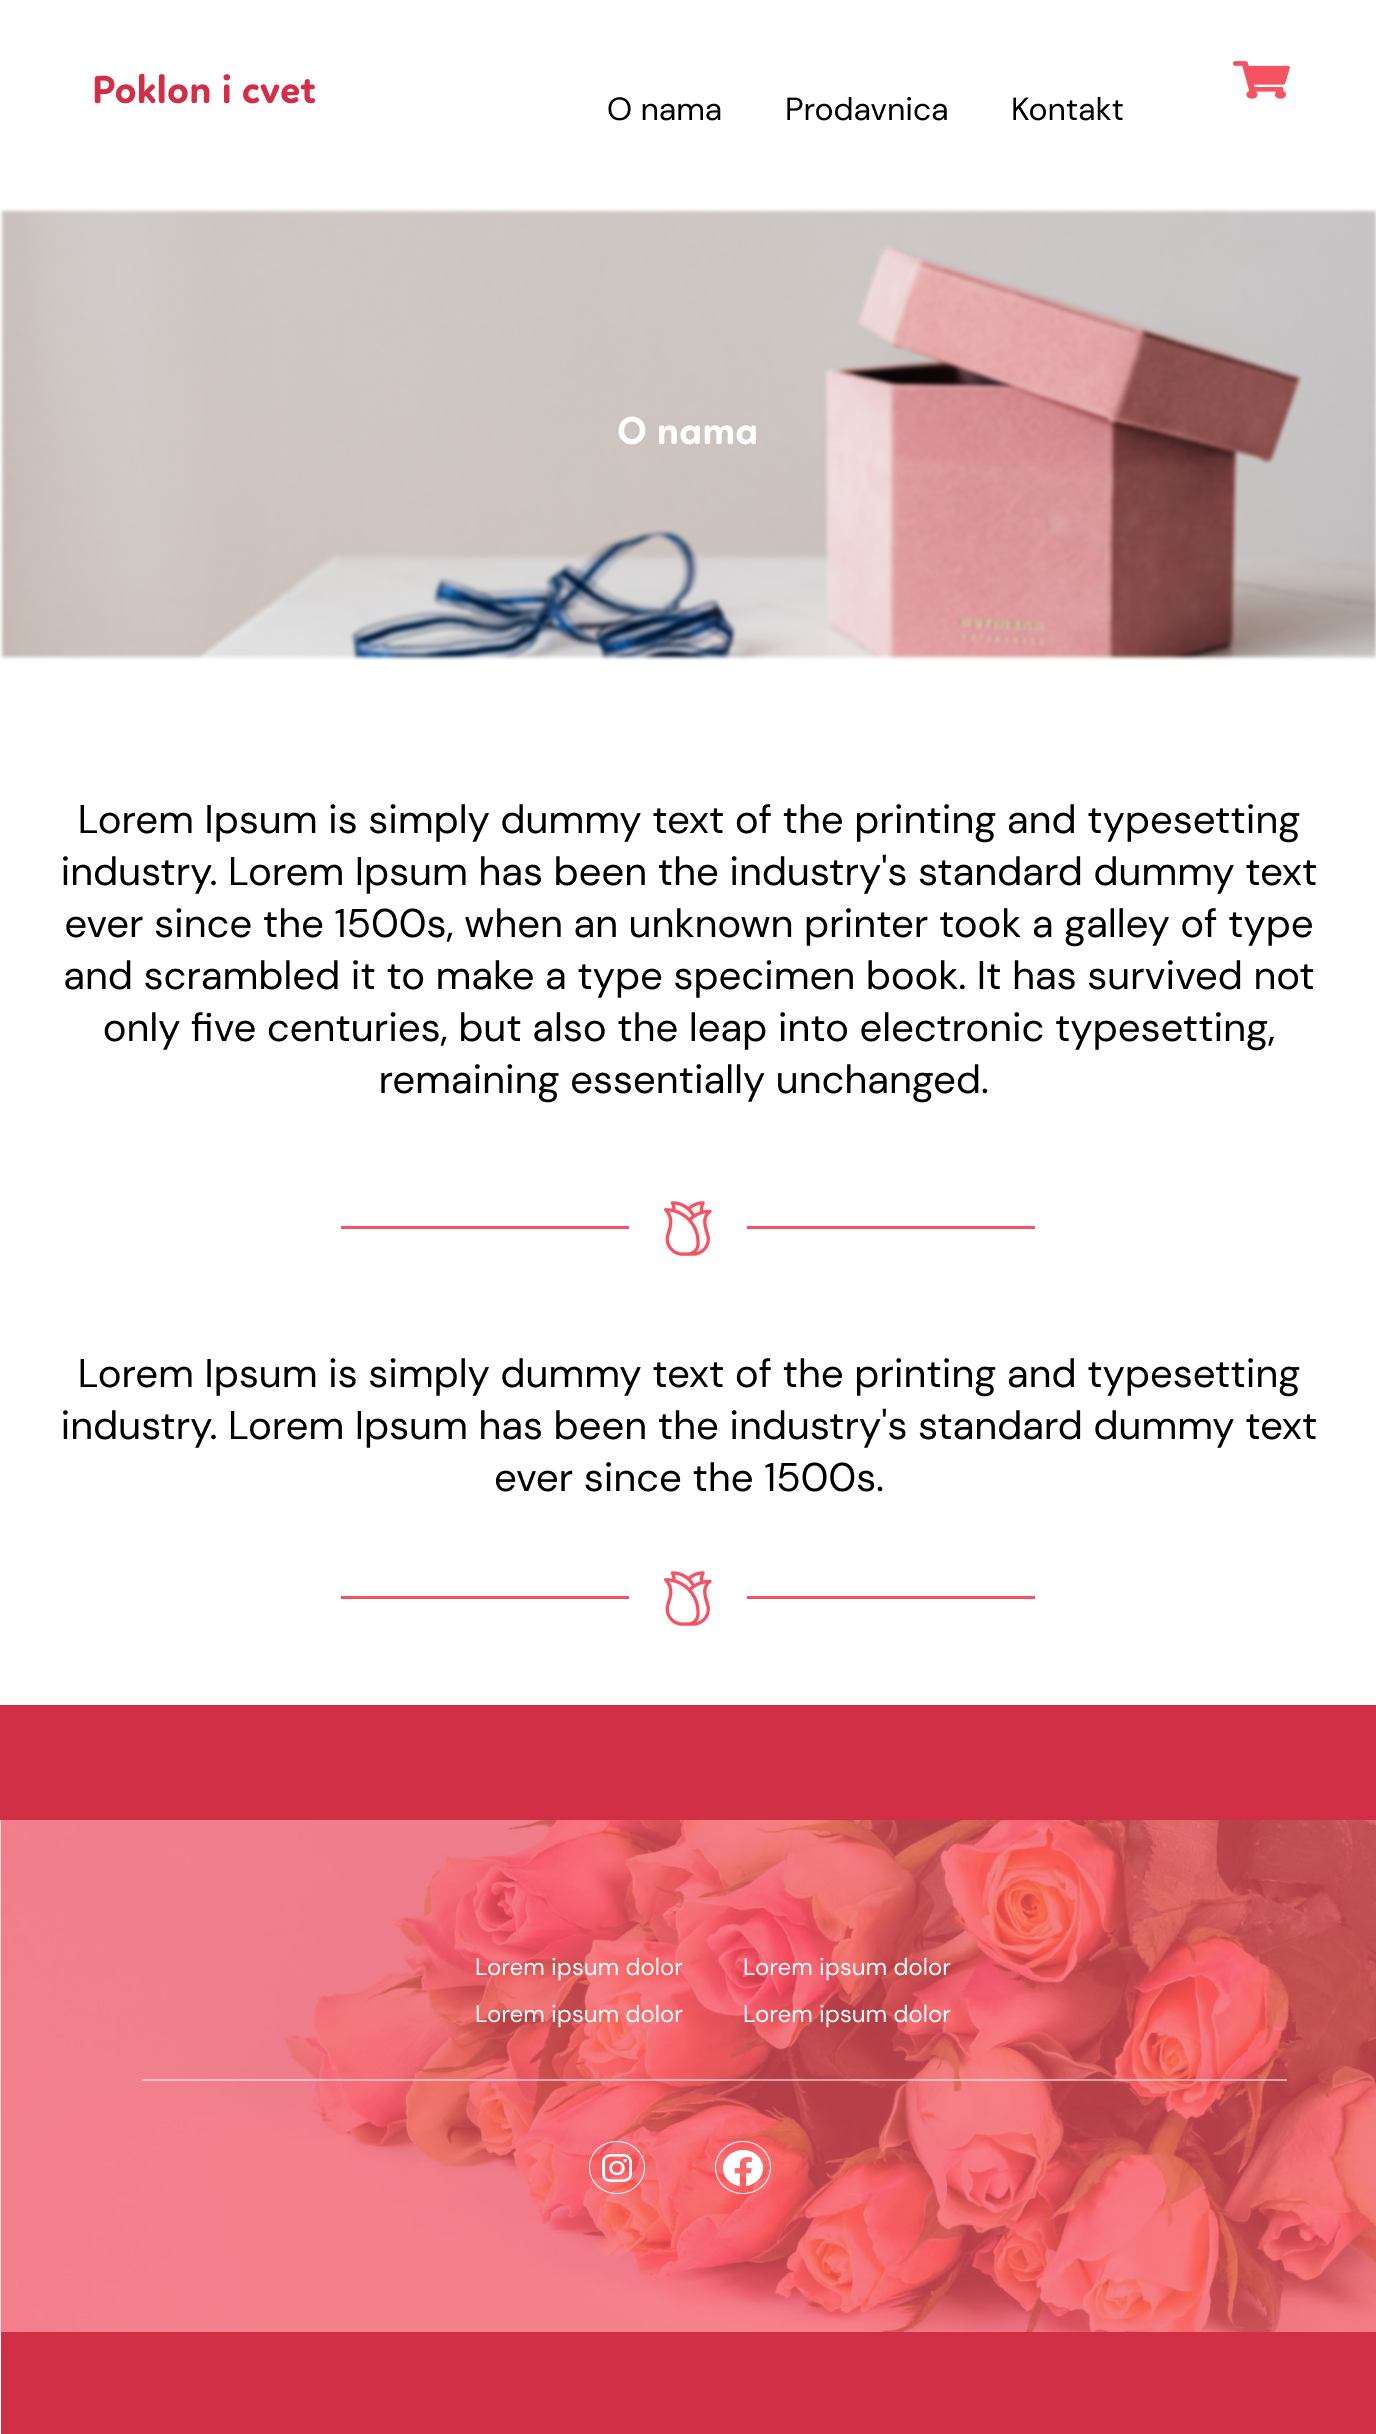 Poklon i cvet
O nama
Prodavnica
Kontakt
O nama
Lorem Ipsum is simply dummy text of the printing and typesetting
industry. Lorem Ipsum has been the industry's standard dummy text
ever since the 1500s, when an unknown printer took a galley of type
and scrambled it to make a type specimen book. It has survived not
only five centuries, but also the leap into electronic typesetting,
remaining essentially unchanged.
Lorem Ipsum is simply dummy text of the printing and typesetting
industry. Lorem Ipsum has been the industry's standard dummy text
ever since the 1500s.
Lorem ipsum dolor
Lorem ipsum dolor
Lorem ipsum dolor
Lorem ipsum dolor